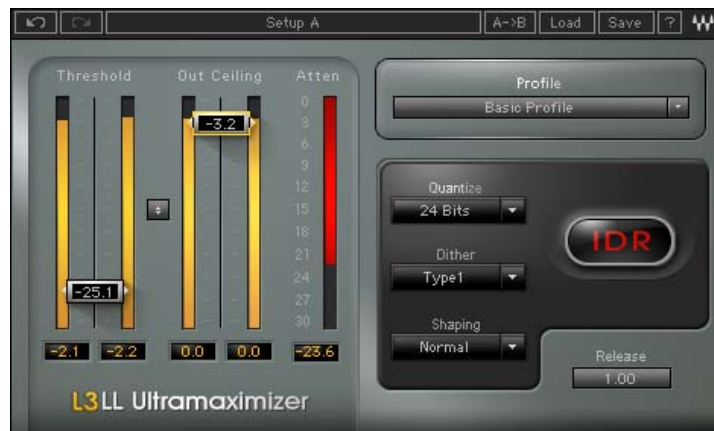 Setup A
A->B
Load
Save
?
Threshold
Out Ceiling
Atten
0
3
6
9
12
15
18
21
24
27
30
-3.2
-25.1
-2.1
-2.2
0.0
0.0
-23.6
L3LL Ultramaximizer
Profile
Basic Profile
Quantize
24 Bits
IDR
Dither
Type1
Shaping
Normal
Release
1.00